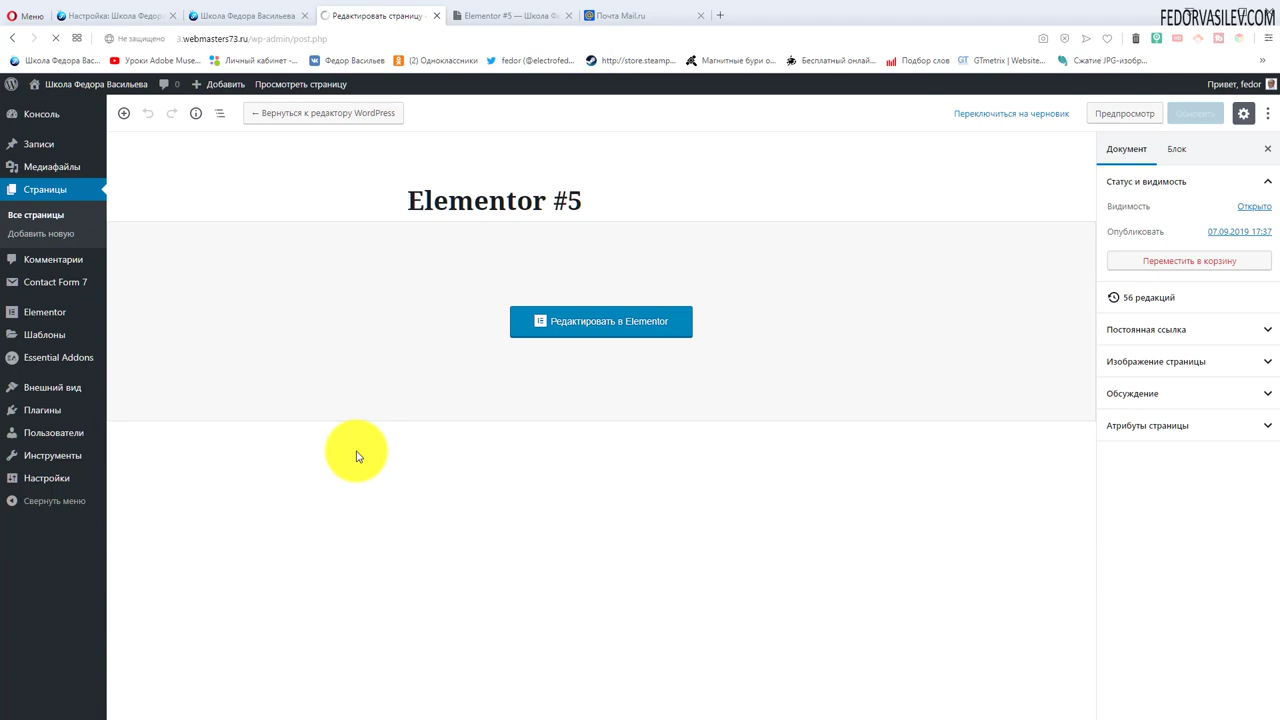 Меню
Настройка: Школа Федор
Школа Федора Васильева
Редактировать страницу
Elementor #5 — Школа Ф
Почта Mail.ru
FEDORVASILEV.COM
Не защищено
3.webmasters73.ru/wp-admin/post.php
Школа Федора Вас...
Уроки Adobe Muse...
Личный кабинет -...
Федор Васильев
(2) Одноклассники
fedor (@electrofed...
http://store.steamp...
Магнитные бури о...
Бесплатный онлай...
Подбор слов
GTmetrix | Website...
Сжатие JPG-изобр...
Школа Федора Васильева
0
Добавить
Просмотреть страницу
Привет, fedor
Консоль
Записи
Медиафайлы
Страницы
Все страницы
Добавить новую
Комментарии
Contact Form 7
Elementor
Шаблоны
Essential Addons
Внешний вид
Плагины
Пользователи
Инструменты
Настройки
Свернуть меню
← Вернуться к редактору WordPress
Переключиться на черновик
Предпросмотр
Обновить
Elementor #5
Редактировать в Elementor
Документ
Блок
Статус и видимость
Видимость
Открыто
Опубликовать
07.09.2019 17:37
Переместить в корзину
56 редакций
Постоянная ссылка
Изображение страницы
Обсуждение
Атрибуты страницы